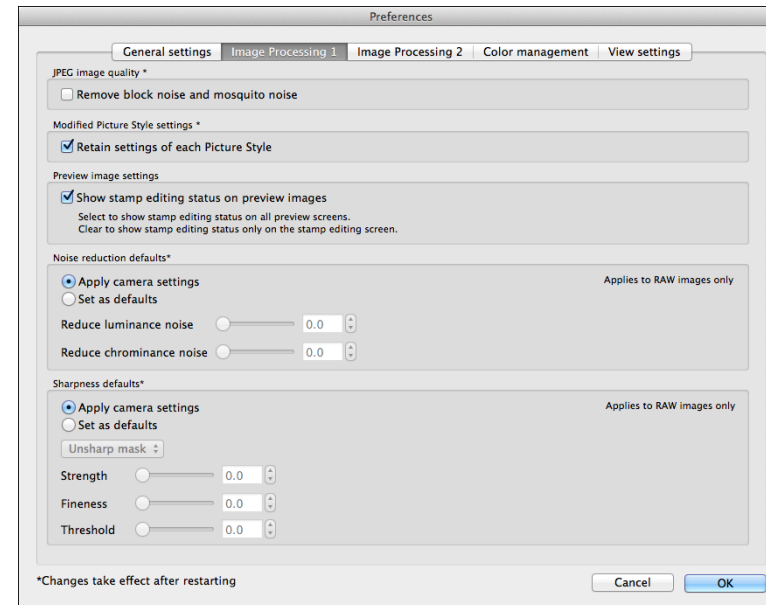 Preferences
General settings Image Processing 1 Image Processing 2 Color management View settings
JPEG image quality *
Remove block noise and mosquito noise
Modified Picture Style settings *
Retain settings of each Picture Style
Preview image settings
Show stamp editing status on preview images
Select to show stamp editing status on all preview screens.
Clear to show stamp editing status only on the stamp editing screen.
Noise reduction defaults*
Apply camera settings Applies to RAW images only
Set as defaults
Reduce luminance noise 0.0
Reduce chrominance noise 0.0
Sharpness defaults*
Apply camera settings Applies to RAW images only
Set as defaults
Unsharp mask
Strength 0.0
Fineness 0.0
Threshold 0.0
*Changes take effect after restarting Cancel OK